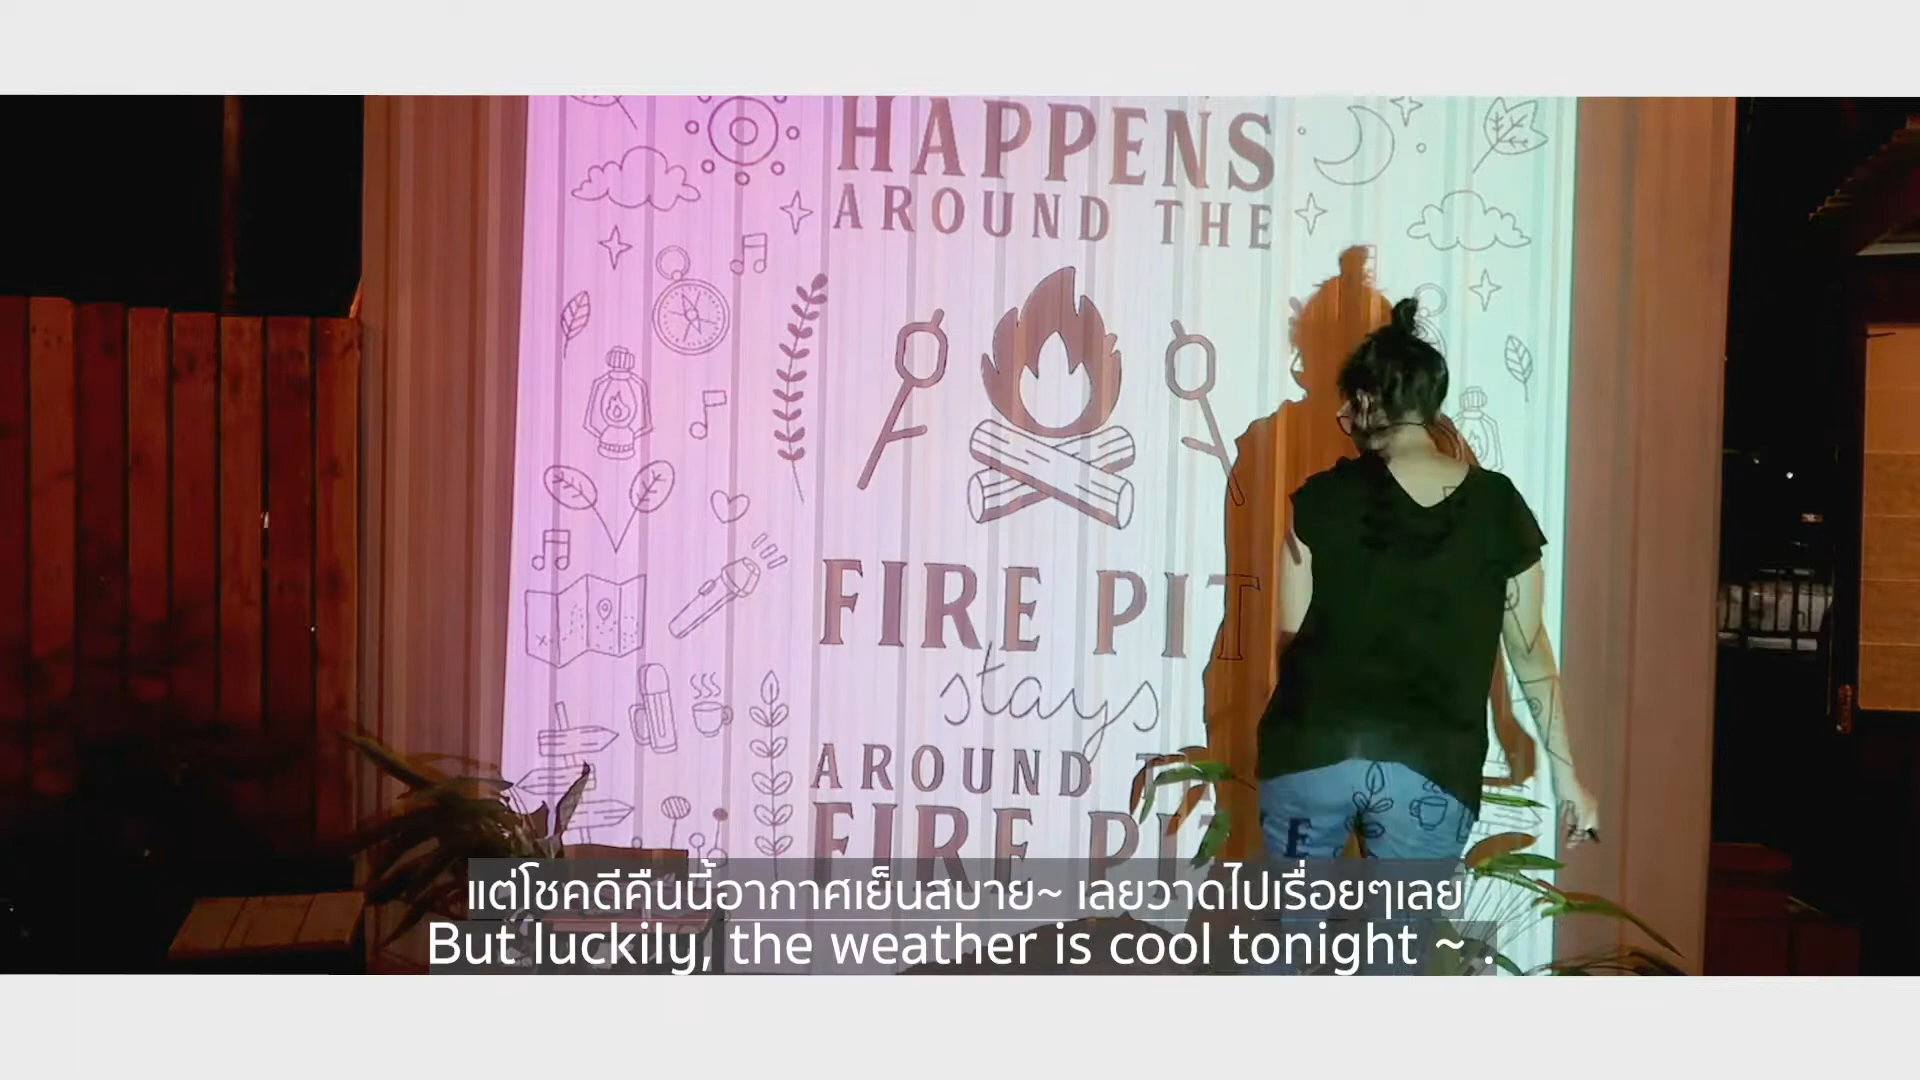 HAPPENS
AROUND THE
FIRE PIT
stays
AROUND T
FIRE PI
แต่โชคดีคืนนี้อากาศเย็นสบาย~ เลยวาดไปเรื่อยๆเลย
But luckily, the weather is cool tonight ~ .